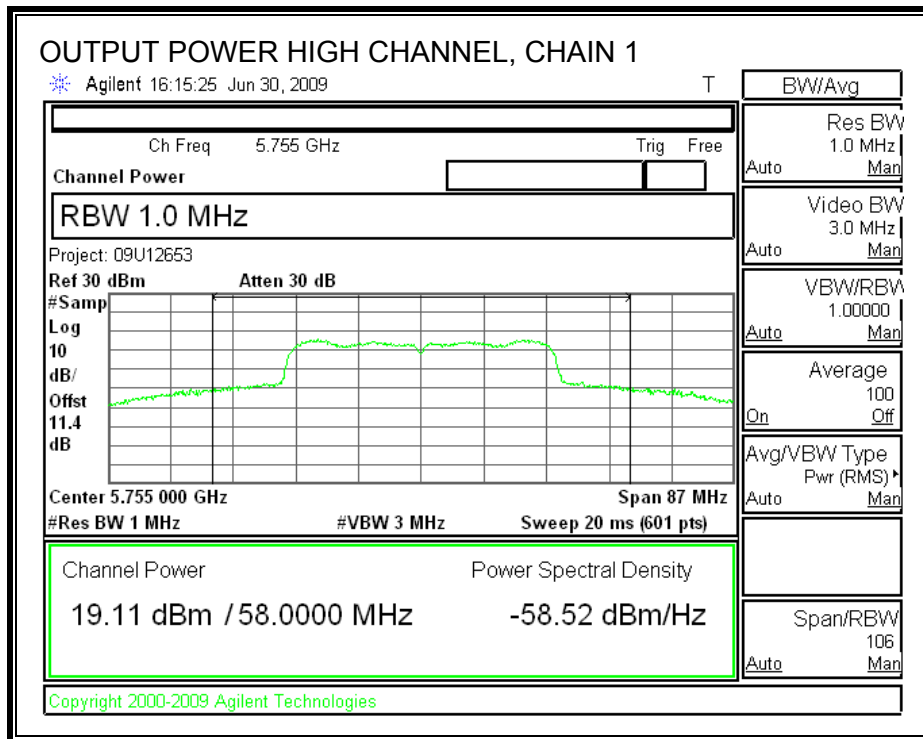 OUTPUT POWER HIGH CHANNEL, CHAIN 1
Agilent 16:15:25 Jun 30, 2009 T
Ch Freq 5.755 GHz Trig Free
Channel Power
RBW 1.0 MHz
Project: 09U12653
Ref 30 dBm Atten 30 dB
#Samp
Log
10
dB/
Offst
11.4
dB
Center 5.755 000 GHz Span 87 MHz
#Res BW 1 MHz #VBW 3 MHz Sweep 20 ms (601 pts)
Channel Power Power Spectral Density
19.11 dBm / 58.0000 MHz -58.52 dBm/Hz
Copyright 2000-2009 Agilent Technologies
BW/Avg
Res BW
1.0 MHz
Auto Man
Video BW
3.0 MHz
Auto Man
VBW/RBW
1.00000
Auto Man
Average
100
On Off
Avg/VBW Type
Pwr (RMS)
Auto Man
Span/RBW
106
Auto Man